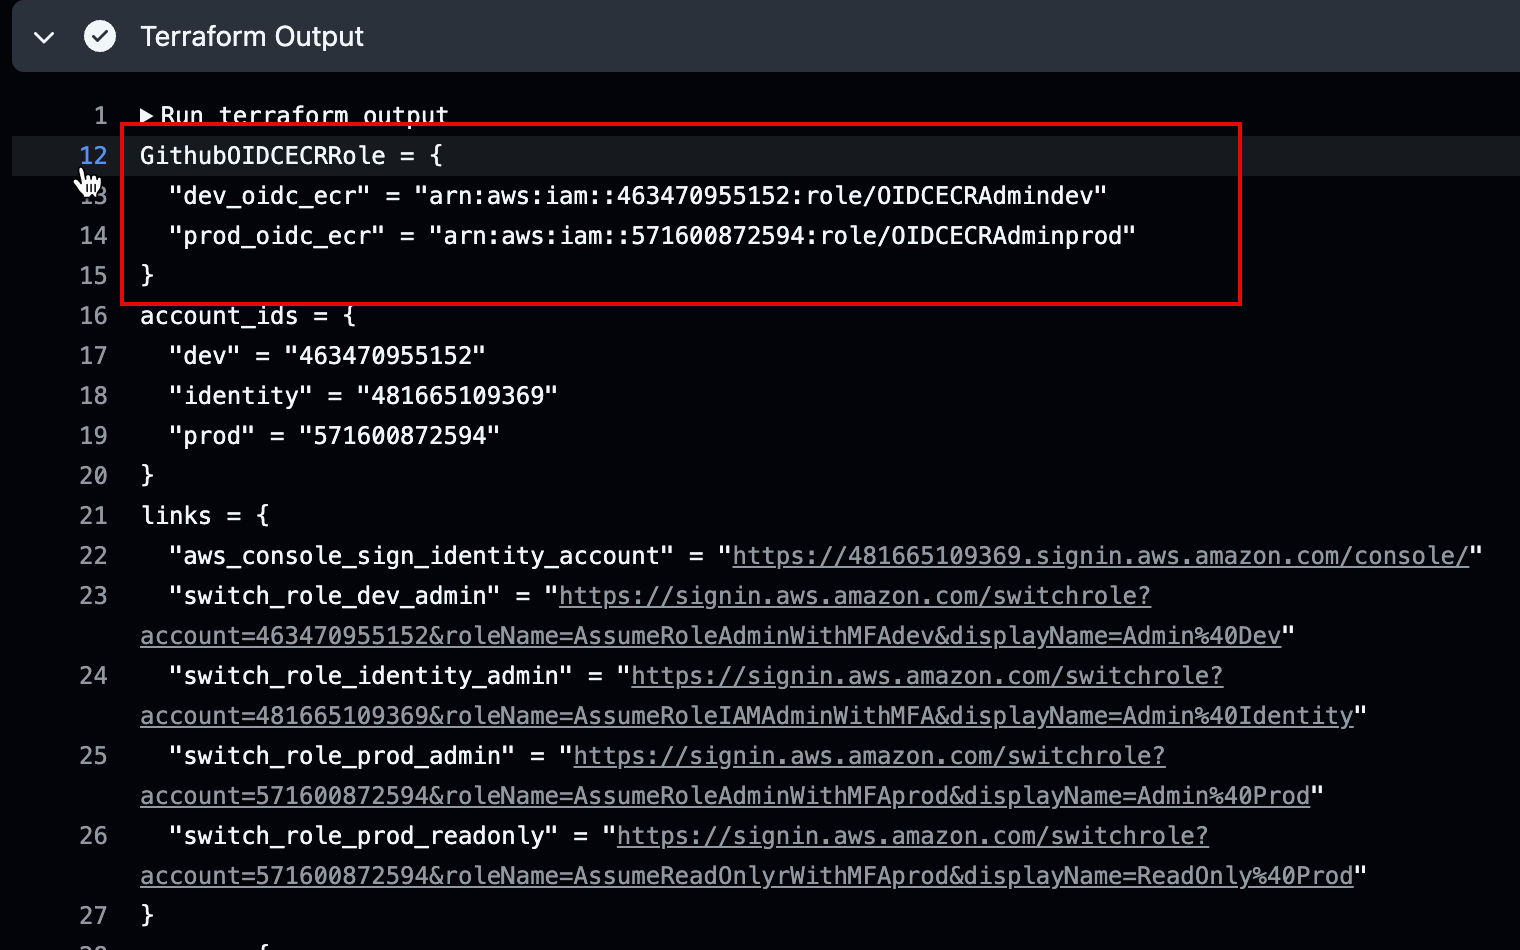 Terraform Output
1 Run terraform output
12 GithubOIDCECRRole = {
13 "dev_oidc_ecr" = "arn:aws:iam::463470955152:role/OIDCECRAdmindev"
14 "prod_oidc_ecr" = "arn:aws:iam::571600872594:role/OIDCECRAdminprod"
15 }
16 account_ids = {
17 "dev" = "463470955152"
18 "identity" = "481665109369"
19 "prod" = "571600872594"
20 }
21 links = {
22 "aws_console_sign_identity_account" = "https://481665109369.signin.aws.amazon.com/console/"
23 "switch_role_dev_admin" = "https://signin.aws.amazon.com/switchrole?
account=463470955152&roleName=AssumeRoleAdminWithMFAdev&displayName=Admin%40Dev"
24 "switch_role_identity_admin" = "https://signin.aws.amazon.com/switchrole?
account=481665109369&roleName=AssumeRoleIAMAdminWithMFA&displayName=Admin%40Identity"
25 "switch_role_prod_admin" = "https://signin.aws.amazon.com/switchrole?
account=571600872594&roleName=AssumeRoleAdminWithMFAprod&displayName=Admin%40Prod"
26 "switch_role_prod_readonly" = "https://signin.aws.amazon.com/switchrole?
account=571600872594&roleName=AssumeReadOnlyrWithMFAprod&displayName=ReadOnly%40Prod"
27 }